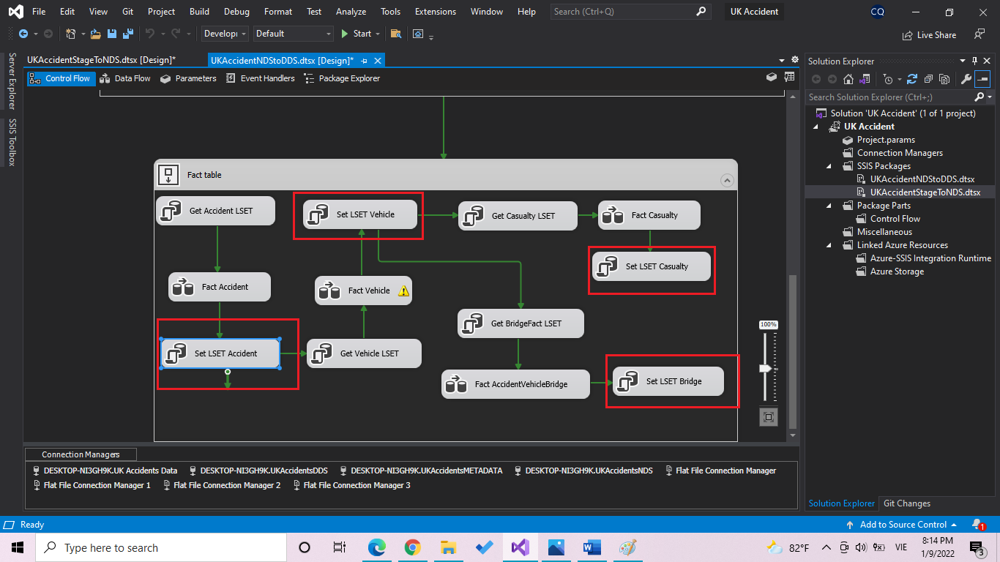 File Edit View Git Project Build Debug Format Test Analyze Tools Extensions Window Help Search (Ctrl+Q) UK Accident CQ
Develop Default Start Live Share
UKAccidentStageToNDS.dtsx [Design]* UKAccidentNDStoDDS.dtsx [Design]*
Control Flow Data Flow Parameters Event Handlers Package Explorer
Server Explorer
SSIS Toolbox
Fact table
Get Accident LSET
Set LSET Vehicle
Get Casualty LSET
Fact Casualty
Set LSET Casualty
Fact Accident
Fact Vehicle
Get BridgeFact LSET
Set LSET Accident
Get Vehicle LSET
Fact AccidentVehicleBridge
Set LSET Bridge
100%
Connection Managers
DESKTOP-NI3GH9K.UK Accidents Data DESKTOP-NI3GH9K.UKAccidentsDDS DESKTOP-NI3GH9K.UKAccidentsMETADATA DESKTOP-NI3GH9K.UKAccidentsNDS Flat File Connection Manager
Flat File Connection Manager 1 Flat File Connection Manager 2 Flat File Connection Manager 3
Solution Explorer
Search Solution Explorer (Ctrl+;)
Solution 'UK Accident' (1 of 1 project)
UK Accident
Project.params
Connection Managers
SSIS Packages
UKAccidentNDStoDDS.dtsx
UKAccidentStageToNDS.dtsx
Package Parts
Control Flow
Miscellaneous
Linked Azure Resources
Azure-SSIS Integration Runtime
Azure Storage
Solution Explorer Git Changes
Ready Add to Source Control 1
Type here to search 82°F VIE 8:14 PM
1/9/2022 3